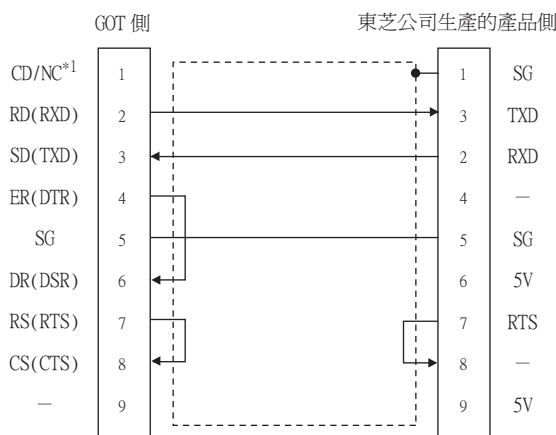 GOT 側 東芝公司生產的產品側
CD/NC*1 1 1 SG
RD(RXD) 2 3 TXD
SD(TXD) 3 2 RXD
ER(DTR) 4 4 —
SG 5 5 SG
DR(DSR) 6 6 5V
RS(RTS) 7 7 RTS
CS(CTS) 8 8 —
— 9 9 5V